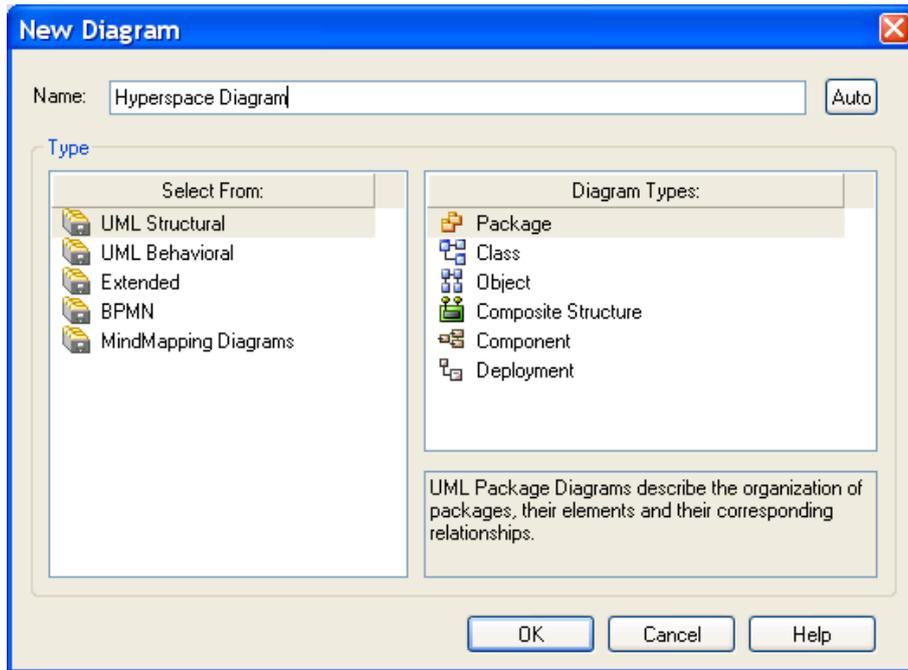 New Diagram
Name: Hyperspace Diagram Auto
Type
Select From:
UML Structural
UML Behavioral
Extended
BPMN
MindMapping Diagrams
Diagram Types:
Package
Class
Object
Composite Structure
Component
Deployment
UML Package Diagrams describe the organization of
packages, their elements and their corresponding
relationships.
OK Cancel Help